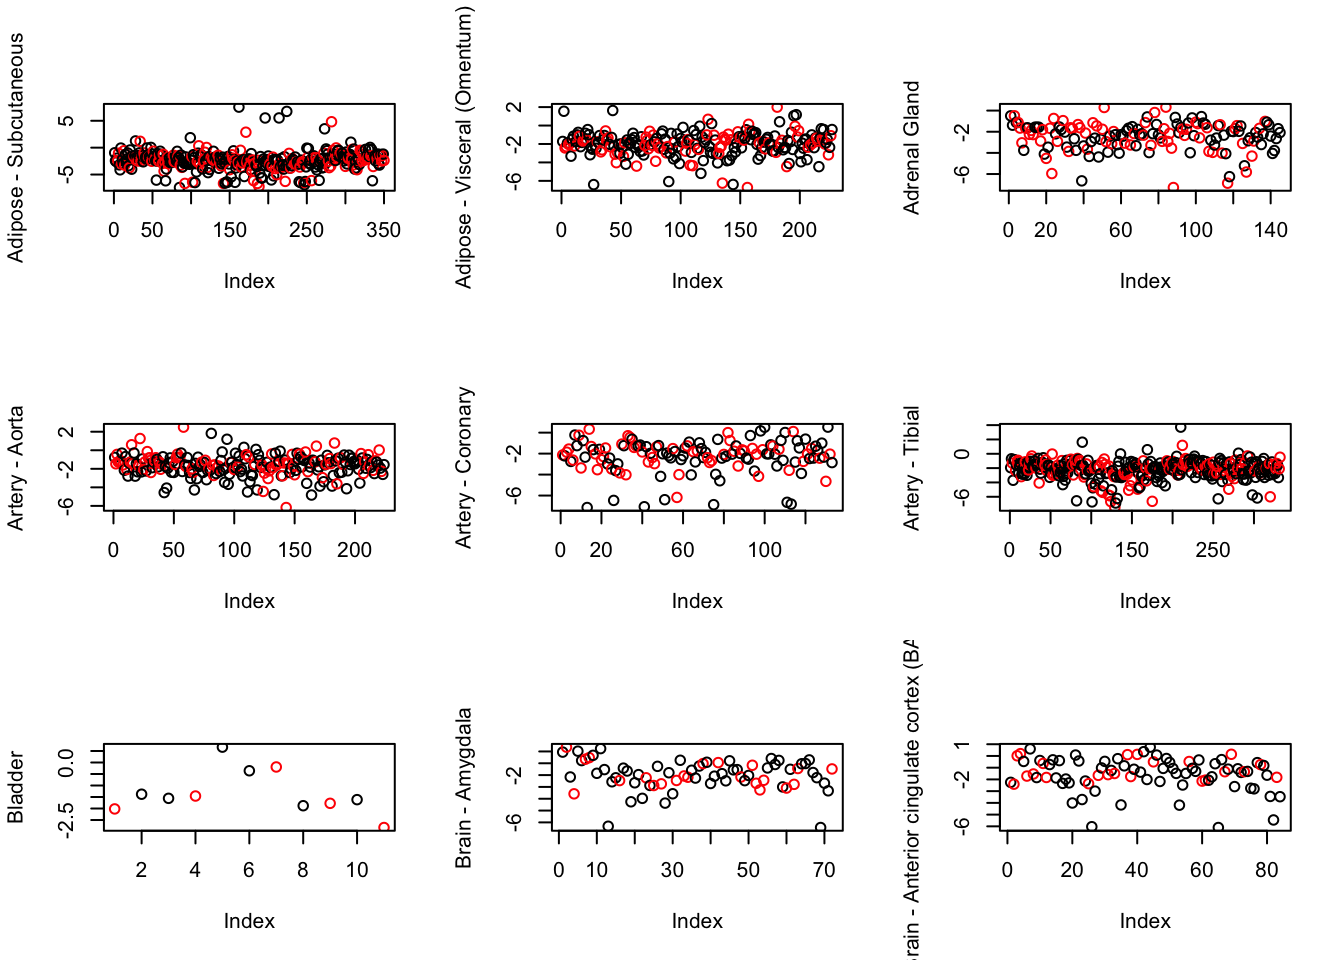 Adipose - Subcutaneous
5
-5
0 50 150 250 350
Index
Adipose - Visceral (Omentum)
2
-2
-6
0 50 100 150 200
Index
Adrenal Gland
-2
-6
0 20 60 100 140
Index
Artery - Aorta
2
-2
-6
0 50 100 150 200
Index
Artery - Coronary
-2
-6
0 20 60 100
Index
Artery - Tibial
0
-6
0 50 150 250
Index
Bladder
0.0
-2.5
2 4 6 8 10
Index
Brain - Amygdala
-2
-6
0 10 30 50 70
Index
rain - Anterior cingulate cortex (BA
1
-2
-6
0 20 40 60 80
Index